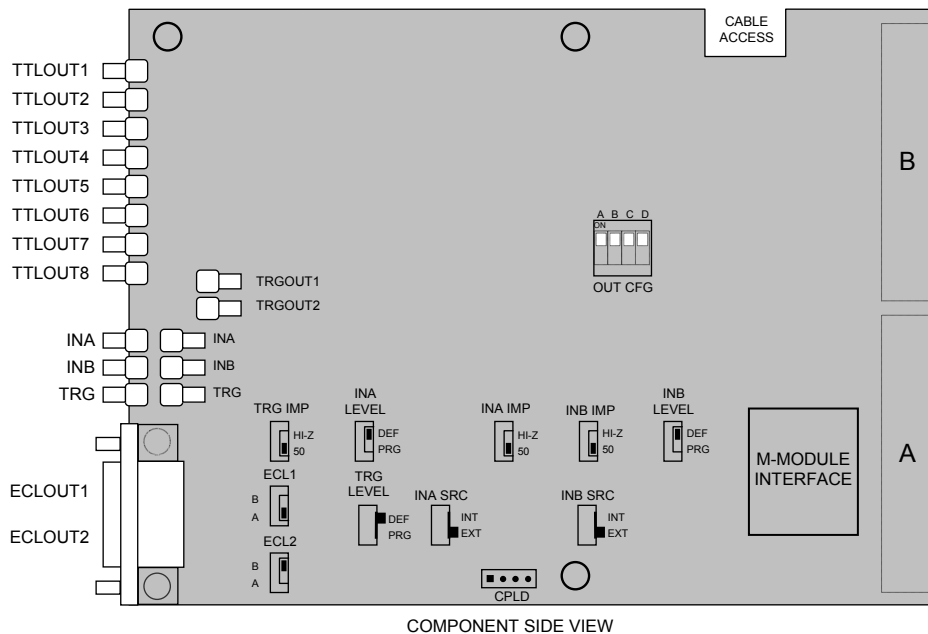 CABLE
ACCESS
TTLOUT1
TTLOUT2
TTLOUT3
TTLOUT4
TTLOUT5
TTLOUT6
TTLOUT7
TTLOUT8
B
A B C D
ON
OUT CFG
TRGOUT1
TRGOUT2
INA
INA
INB
INB
TRG
TRG
TRG IMP
HI-Z
50
INA
LEVEL
DEF
PRG
INA IMP
HI-Z
50
INB IMP
HI-Z
50
INB
LEVEL
DEF
PRG
M-MODULE
INTERFACE
A
ECLOUT1
ECLOUT2
ECL1
B
A
TRG
LEVEL
DEF
PRG
INA SRC
INT
EXT
INB SRC
INT
EXT
ECL2
B
A
CPLD
COMPONENT SIDE VIEW